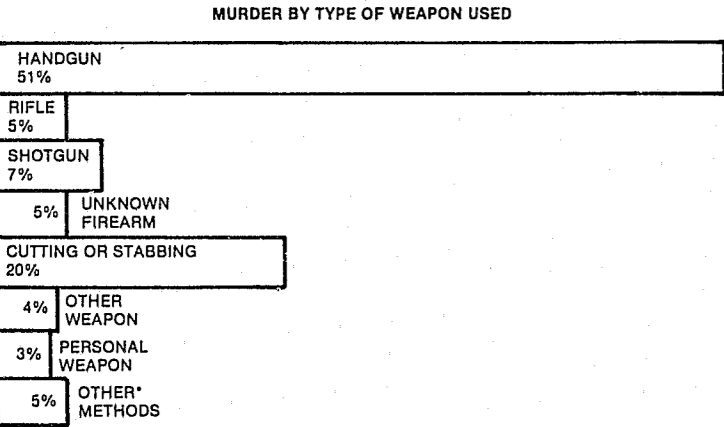 MURDER BY TYPE OF WEAPON USED
HANDGUN
51%
RIFLE
5%
SHOTGUN
7%
5% UNKNOWN
FIREARM
CUTTING OR STABBING
20%
4% OTHER
WEAPON
3% PERSONAL
WEAPON
5% OTHER*
METHODS